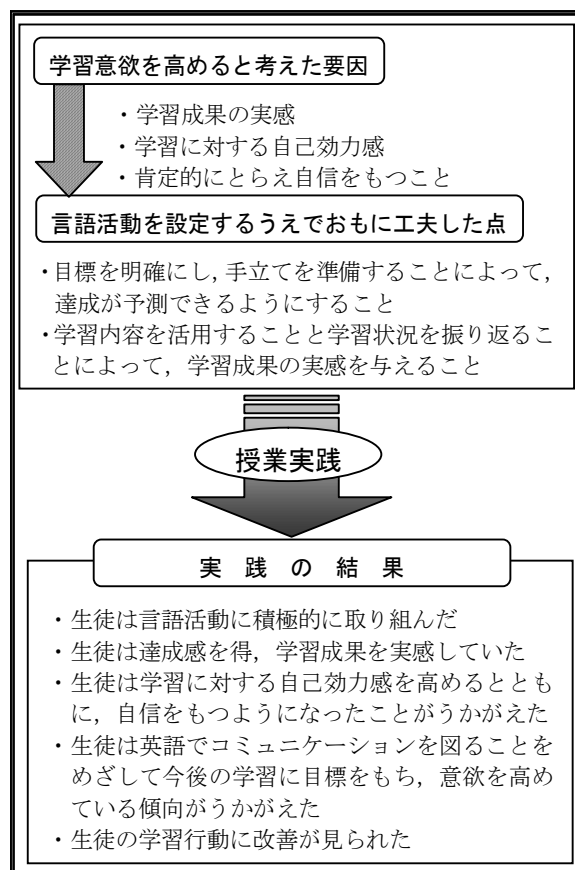 学習意欲を高めると考えた要因
・学習成果の実感
・学習に対する自己効力感
・肯定的にとらえ自信をもつこと
言語活動を設定するうえでおもに工夫した点
・目標を明確にし，手立てを準備することによって，
達成が予測できるようにすること
・学習内容を活用することと学習状況を振り返るこ
とによって，学習成果の実感を与えること
授業実践
実 践 の 結 果
・生徒は言語活動に積極的に取り組んだ
・生徒は達成感を得，学習成果を実感していた
・生徒は学習に対する自己効力感を高めるととも
に，自信をもつようになったことがうかがえた
・生徒は英語でコミュニケーションを図ることを
めざして今後の学習に目標をもち，意欲を高め
ている傾向がうかがえた
・生徒の学習行動に改善が見られた